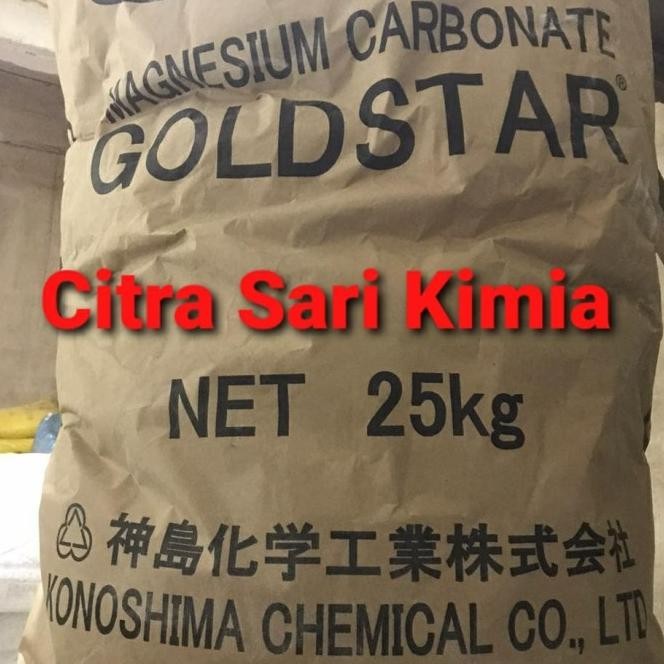 MAGNESIUM CARBONATE
GOLDSTAR®
Citra Sari Kimia
NET 25kg
神島化学工業株式会社
KONOSHIMA CHEMICAL CO., LTD